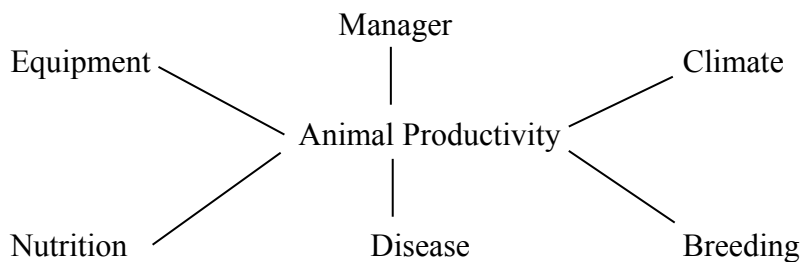 Manager
Equipment
Climate
Animal Productivity
Nutrition
Disease
Breeding